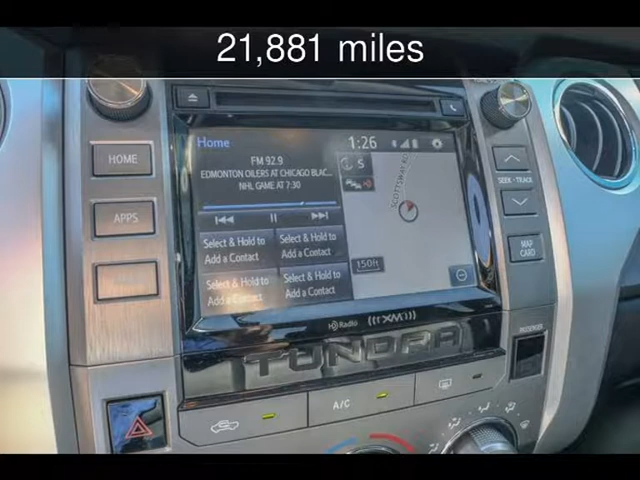 21,881 miles
Home
1:26
FM 92.9
EDMONTON OILERS AT CHICAGO BLAC...
NHL GAME AT 7:30
S
HOME
APPS
SEEK - TRACK
MAP
CARD
Select & Hold to
Add a Contact
Select & Hold to
Add a Contact
Select & Hold to
Add a Contact
Select & Hold to
Add a Contact
150ft
HD Radio
((XM))
TUNDRA
PASSENGER
A/C